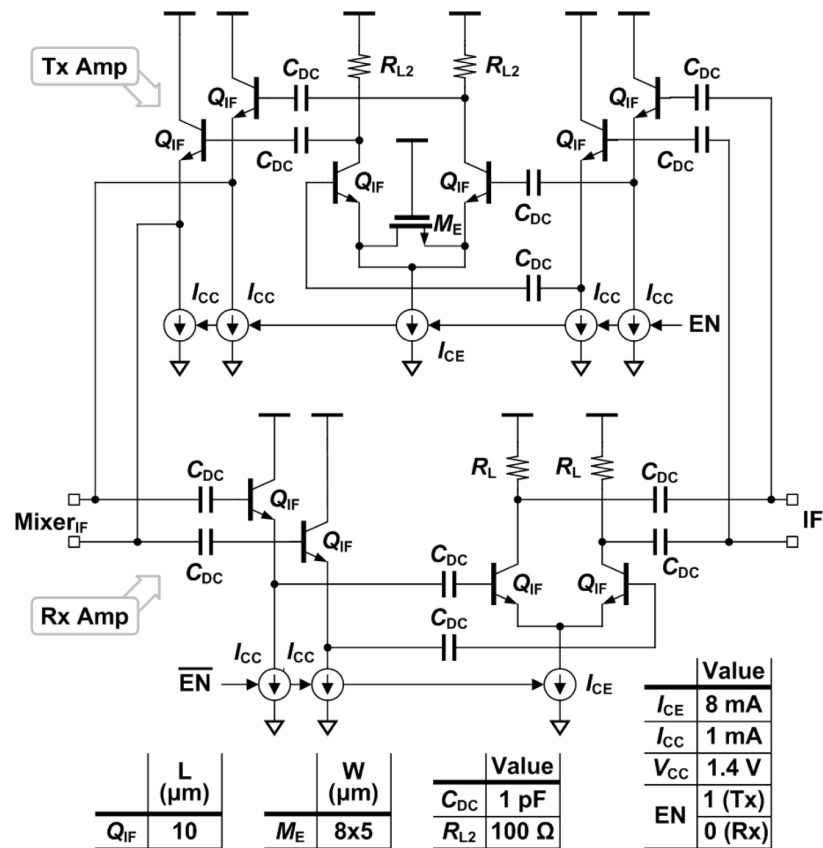 Tx Amp
C_DC
R_L2
R_L2
C_DC
Q_IF
Q_IF
Q_IF
Q_IF
C_DC
Q_IF
Q_IF
C_DC
C_DC
M_E
C_DC
I_CC
I_CC
I_CC
I_CC
EN
I_CE
C_DC
R_L
R_L
C_DC
Q_IF
Mixer_IF
Q_IF
IF
C_DC
C_DC
C_DC
Q_IF
Q_IF
Rx Amp
C_DC
I_CC
I_CC
E̅N̅
I_CE
Value
I_CE 8 mA
I_CC 1 mA
V_CC 1.4 V
EN 1 (Tx)
0 (Rx)
L (µm)
Q_IF 10
W (µm)
M_E 8x5
Value
C_DC 1 pF
R_L2 100 Ω